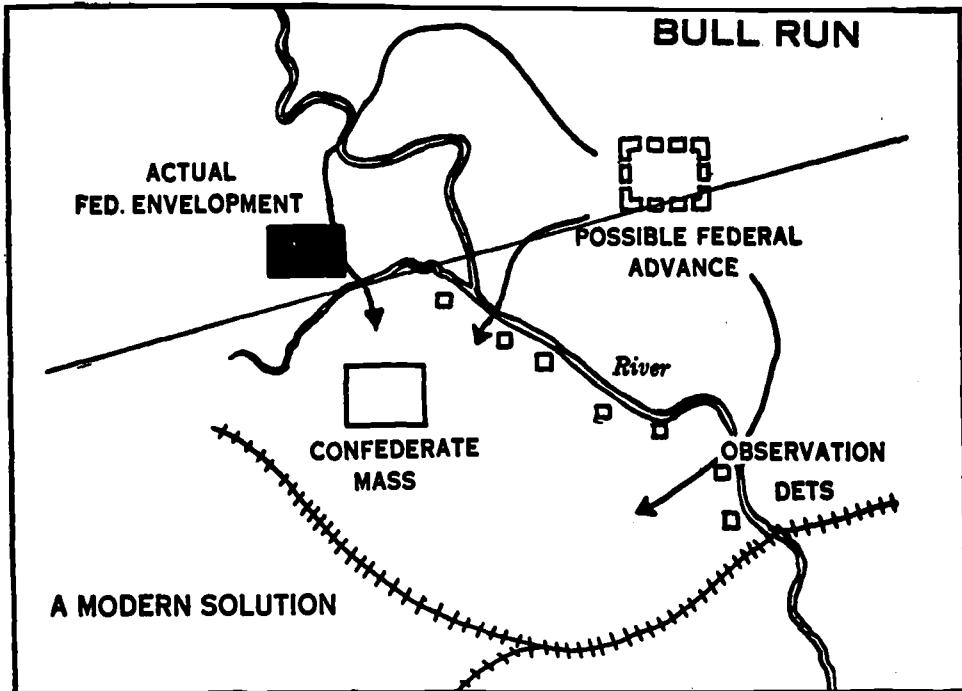 BULL RUN
ACTUAL
FED. ENVELOPMENT
POSSIBLE FEDERAL
ADVANCE
River
CONFEDERATE
MASS
OBSERVATION
DETS
A MODERN SOLUTION